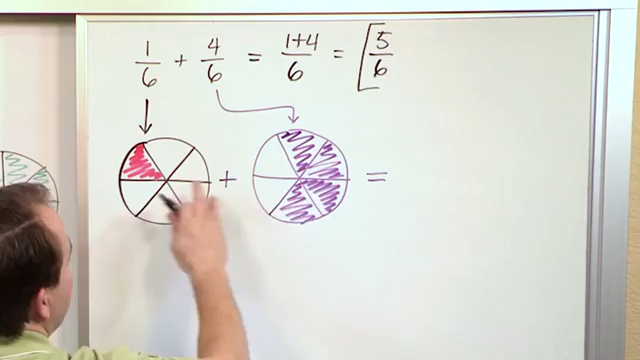 1/6 + 4/6 = 1+4/6 = [5/6
+ =